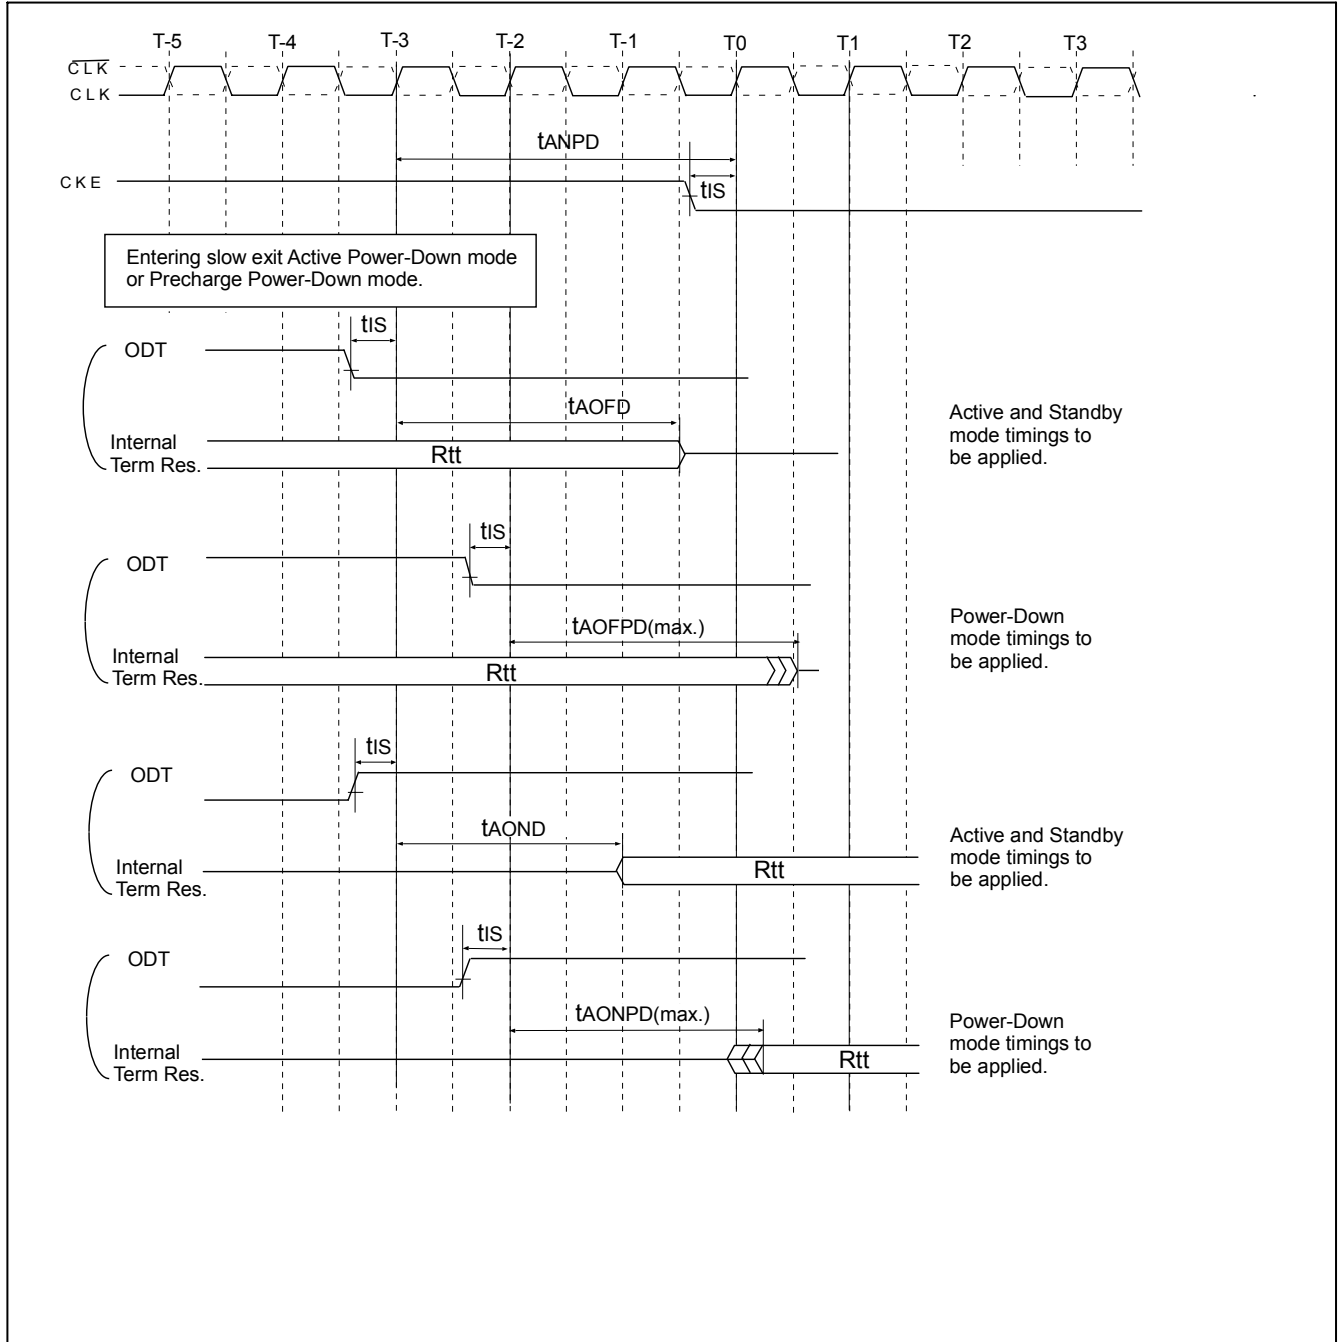 T-5 T-4 T-3 T-2 T-1 T0 T1 T2 T3
CLK
CLK
tANPD
CKE
tIS
Entering slow exit Active Power-Down mode
or Precharge Power-Down mode.
tIS
ODT
tAOFD
Active and Standby
mode timings to
be applied.
Internal
Term Res.
Rtt
tIS
ODT
tAOFPD(max.)
Power-Down
mode timings to
be applied.
Internal
Term Res.
Rtt
tIS
ODT
tAOND
Active and Standby
mode timings to
be applied.
Internal
Term Res.
Rtt
tIS
ODT
tAONPD(max.)
Power-Down
mode timings to
be applied.
Internal
Term Res.
Rtt